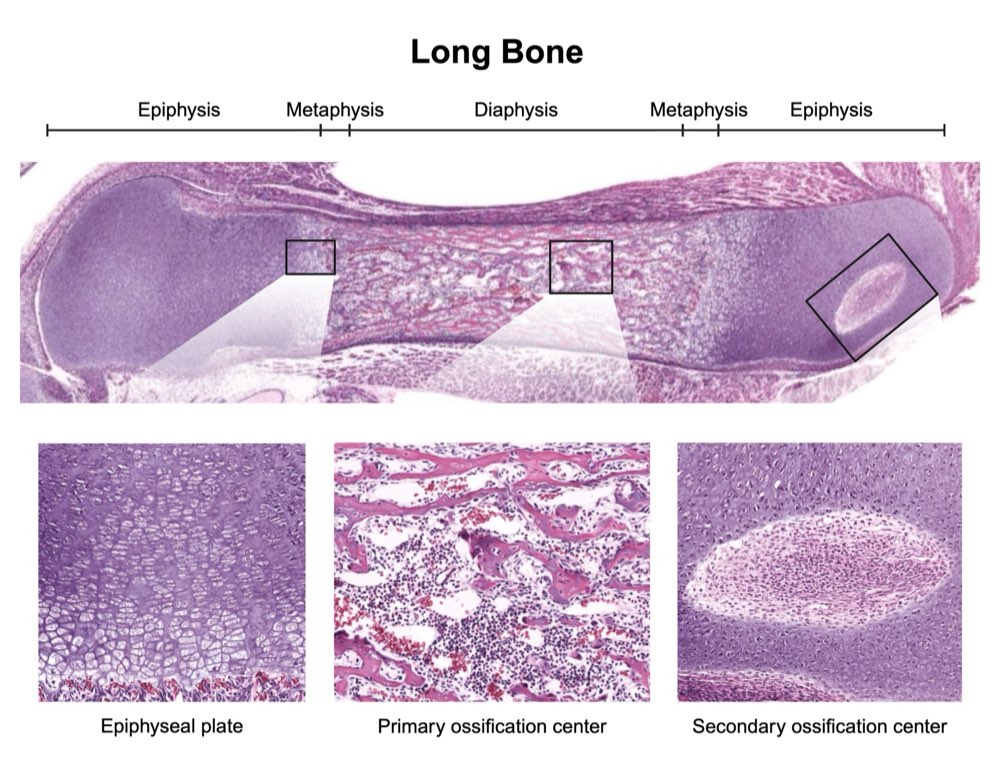 Long Bone
Epiphysis Metaphysis Diaphysis Metaphysis Epiphysis
Epiphyseal plate Primary ossification center Secondary ossification center